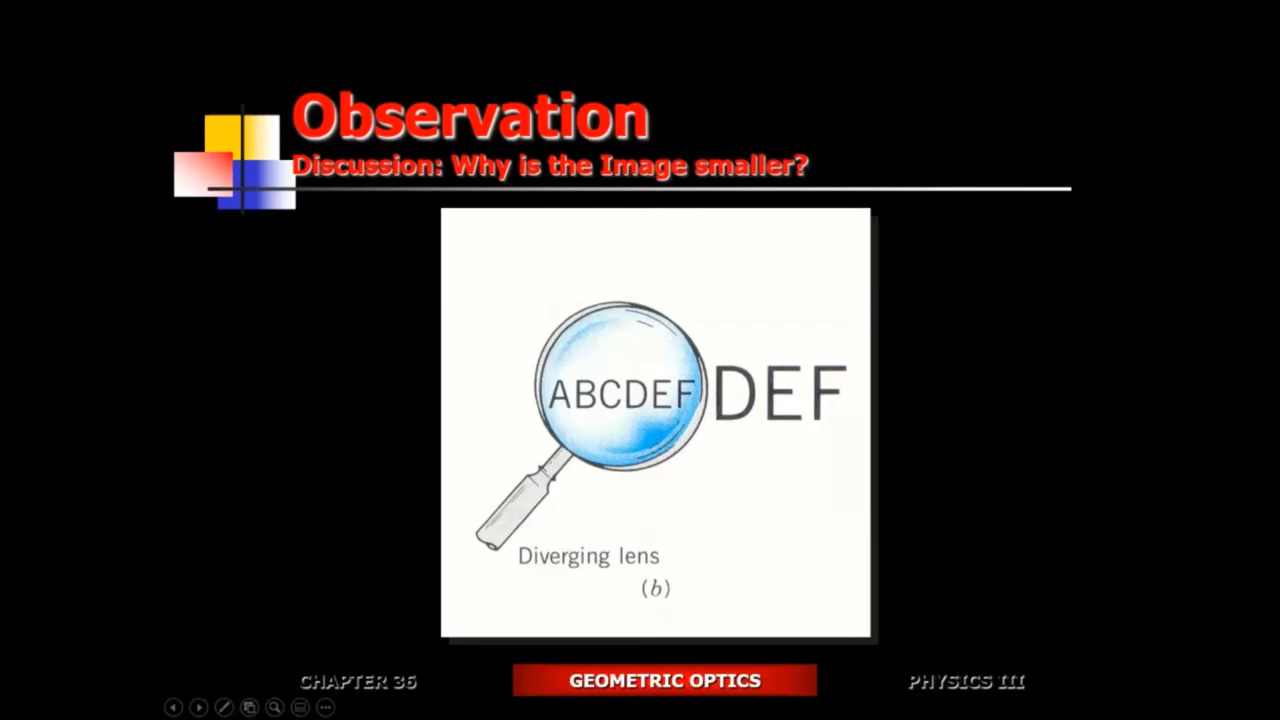 Observation
Discussion: Why is the Image smaller?
ABCDEF DEF
Diverging lens
(b)
CHAPTER 36 GEOMETRIC OPTICS PHYSICS III